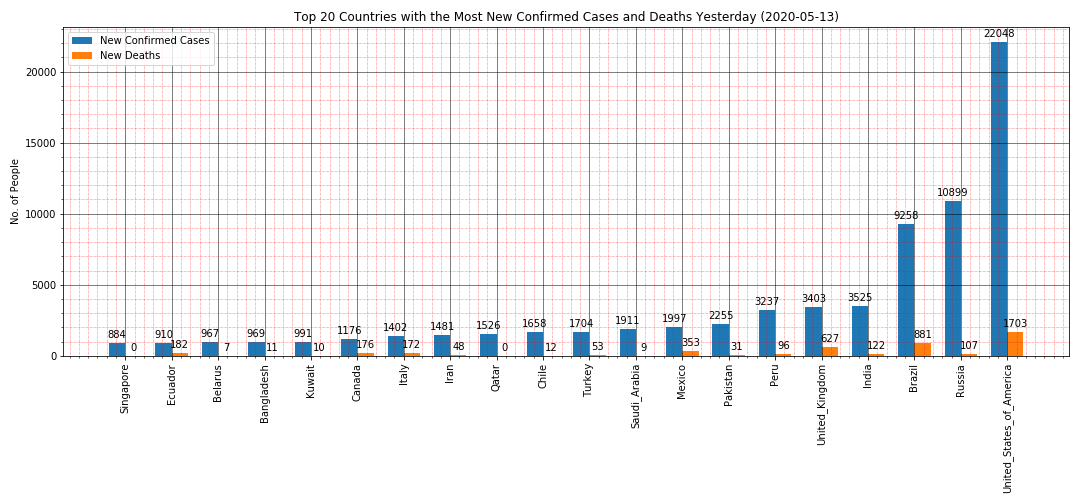 Top 20 Countries with the Most New Confirmed Cases and Deaths Yesterday (2020-05-13)
New Confirmed Cases
New Deaths
No. of People
20000
15000
10000
5000
0
884 0
910 182
967 7
969 11
991 10
1176 176
1402 172
1481 48
1526 0
1658 12
1704 53
1911 9
1997 353
2255 31
3237 96
3403 627
3525 122
9258 881
10899 107
22048 1703
Singapore
Ecuador
Belarus
Bangladesh
Kuwait
Canada
Italy
Iran
Qatar
Chile
Turkey
Saudi_Arabia
Mexico
Pakistan
Peru
United_Kingdom
India
Brazil
Russia
United_States_of_America